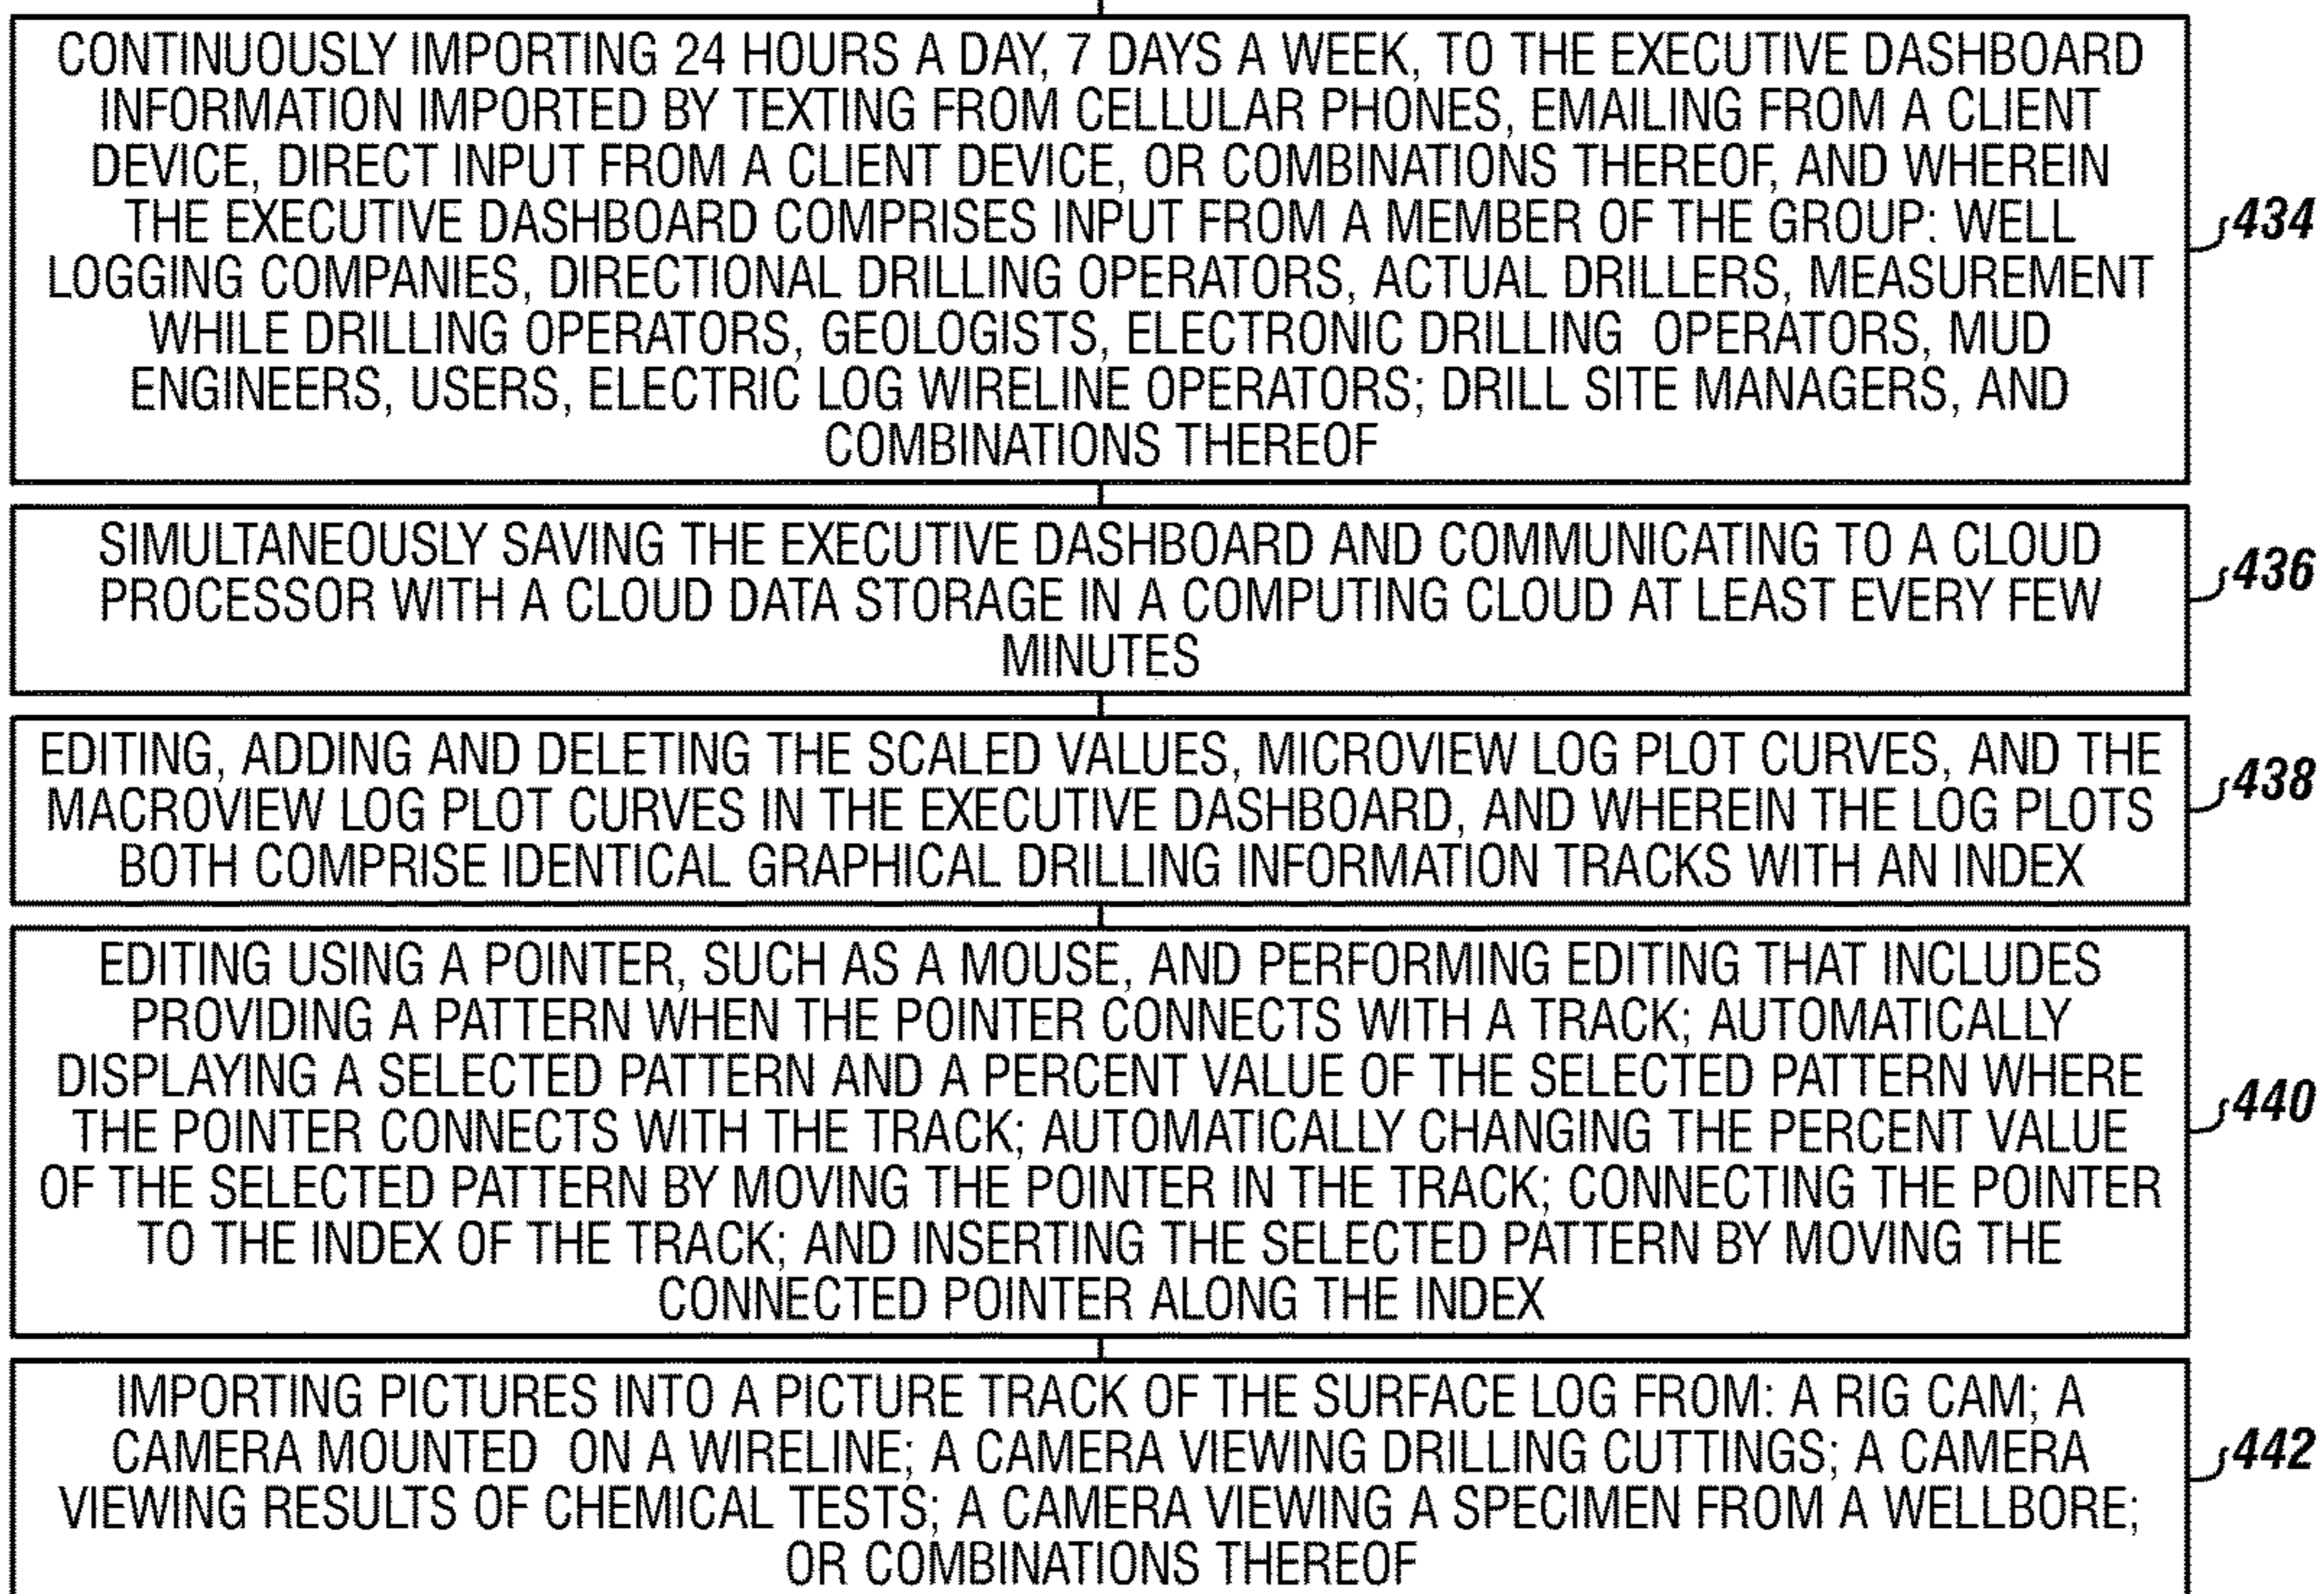 CONTINUOUSLY IMPORTING 24 HOURS A DAY, 7 DAYS A WEEK, TO THE EXECUTIVE DASHBOARD
INFORMATION IMPORTED BY TEXTING FROM CELLULAR PHONES, EMAILING FROM A CLIENT
DEVICE, DIRECT INPUT FROM A CLIENT DEVICE, OR COMBINATIONS THEREOF, AND WHEREIN
THE EXECUTIVE DASHBOARD COMPRISES INPUT FROM A MEMBER OF THE GROUP: WELL
LOGGING COMPANIES, DIRECTIONAL DRILLING OPERATORS, ACTUAL DRILLERS, MEASUREMENT
WHILE DRILLING OPERATORS, GEOLOGISTS, ELECTRONIC DRILLING OPERATORS, MUD
ENGINEERS, USERS, ELECTRIC LOG WIRELINE OPERATORS; DRILL SITE MANAGERS, AND
COMBINATIONS THEREOF
434
SIMULTANEOUSLY SAVING THE EXECUTIVE DASHBOARD AND COMMUNICATING TO A CLOUD
PROCESSOR WITH A CLOUD DATA STORAGE IN A COMPUTING CLOUD AT LEAST EVERY FEW
MINUTES
436
EDITING, ADDING AND DELETING THE SCALED VALUES, MICROVIEW LOG PLOT CURVES, AND THE
MACROVIEW LOG PLOT CURVES IN THE EXECUTIVE DASHBOARD, AND WHEREIN THE LOG PLOTS
BOTH COMPRISE IDENTICAL GRAPHICAL DRILLING INFORMATION TRACKS WITH AN INDEX
438
EDITING USING A POINTER, SUCH AS A MOUSE, AND PERFORMING EDITING THAT INCLUDES
PROVIDING A PATTERN WHEN THE POINTER CONNECTS WITH A TRACK; AUTOMATICALLY
DISPLAYING A SELECTED PATTERN AND A PERCENT VALUE OF THE SELECTED PATTERN WHERE
THE POINTER CONNECTS WITH THE TRACK; AUTOMATICALLY CHANGING THE PERCENT VALUE
OF THE SELECTED PATTERN BY MOVING THE POINTER IN THE TRACK; CONNECTING THE POINTER
TO THE INDEX OF THE TRACK; AND INSERTING THE SELECTED PATTERN BY MOVING THE
CONNECTED POINTER ALONG THE INDEX
440
IMPORTING PICTURES INTO A PICTURE TRACK OF THE SURFACE LOG FROM: A RIG CAM; A
CAMERA MOUNTED ON A WIRELINE; A CAMERA VIEWING DRILLING CUTTINGS; A CAMERA
VIEWING RESULTS OF CHEMICAL TESTS; A CAMERA VIEWING A SPECIMEN FROM A WELLBORE;
OR COMBINATIONS THEREOF
442